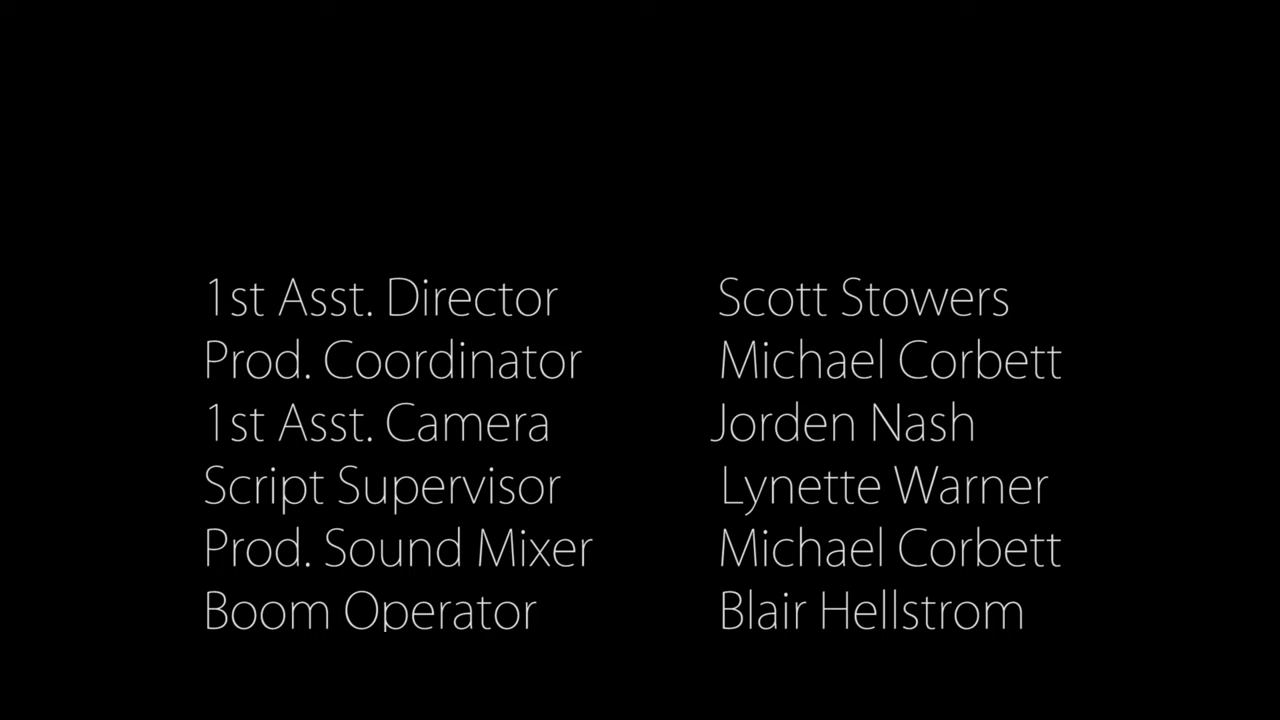 1st Asst. Director Scott Stowers
Prod. Coordinator Michael Corbett
1st Asst. Camera Jorden Nash
Script Supervisor Lynette Warner
Prod. Sound Mixer Michael Corbett
Boom Operator Blair Hellstrom